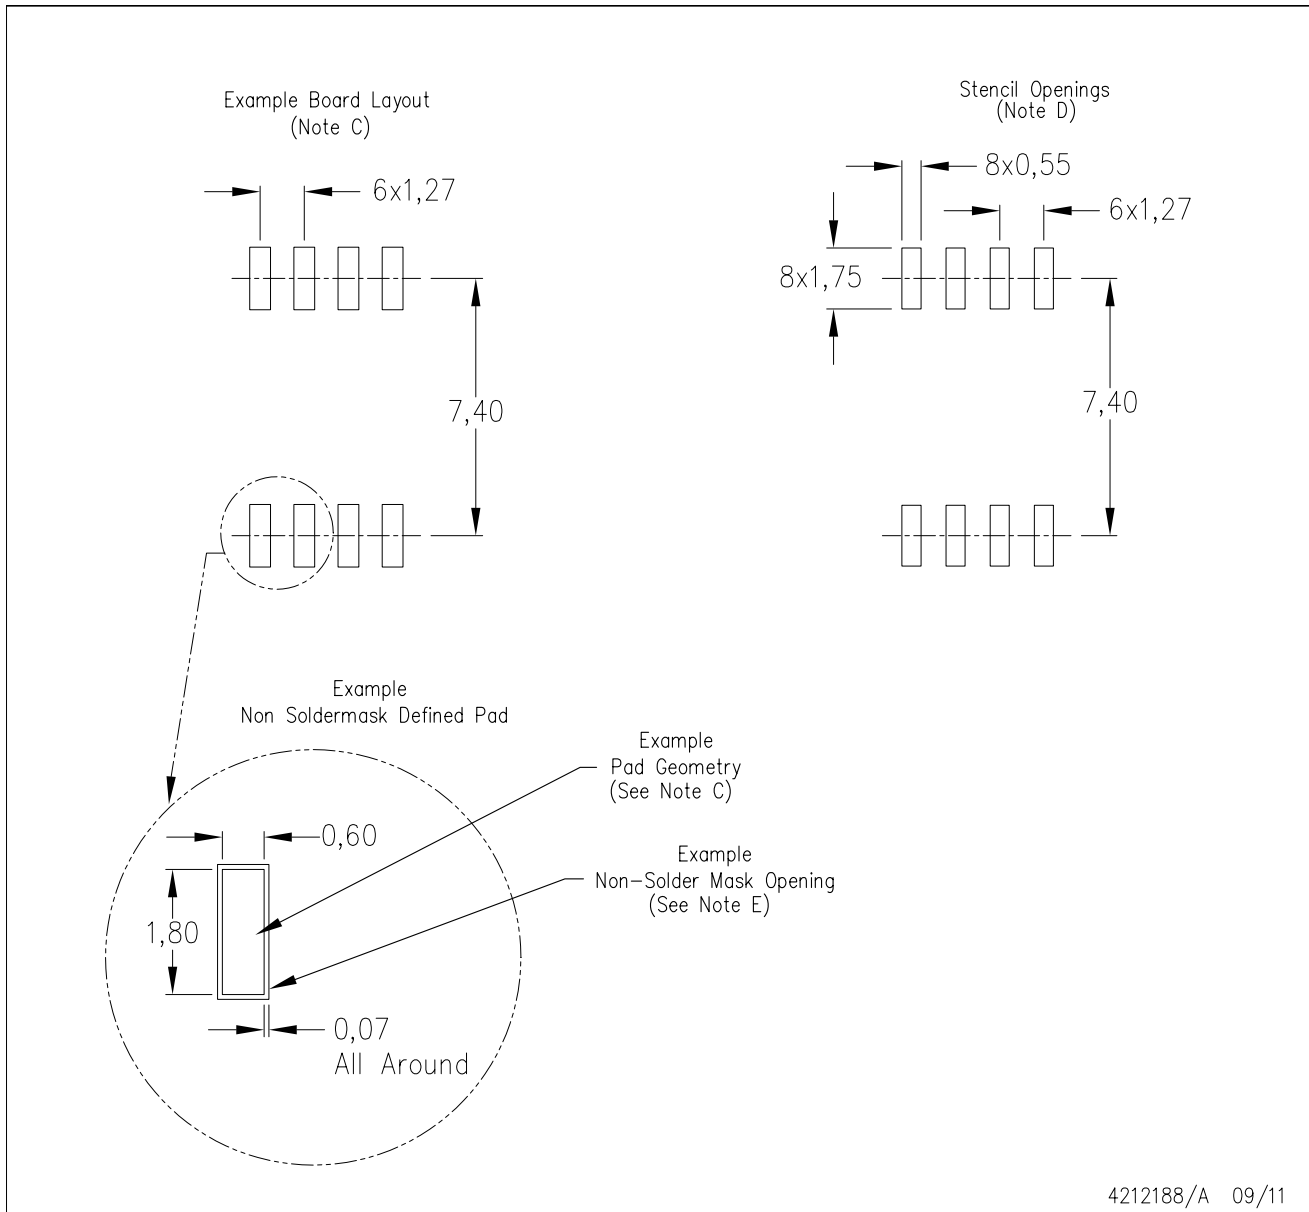 Example Board Layout
(Note C)
6x1,27
7,40
Stencil Openings
(Note D)
8x0,55
6x1,27
8x1,75
7,40
Example
Non Soldermask Defined Pad
Example
Pad Geometry
(See Note C)
0,60
Example
Non-Solder Mask Opening
(See Note E)
1,80
0,07
All Around
4212188/A 09/11